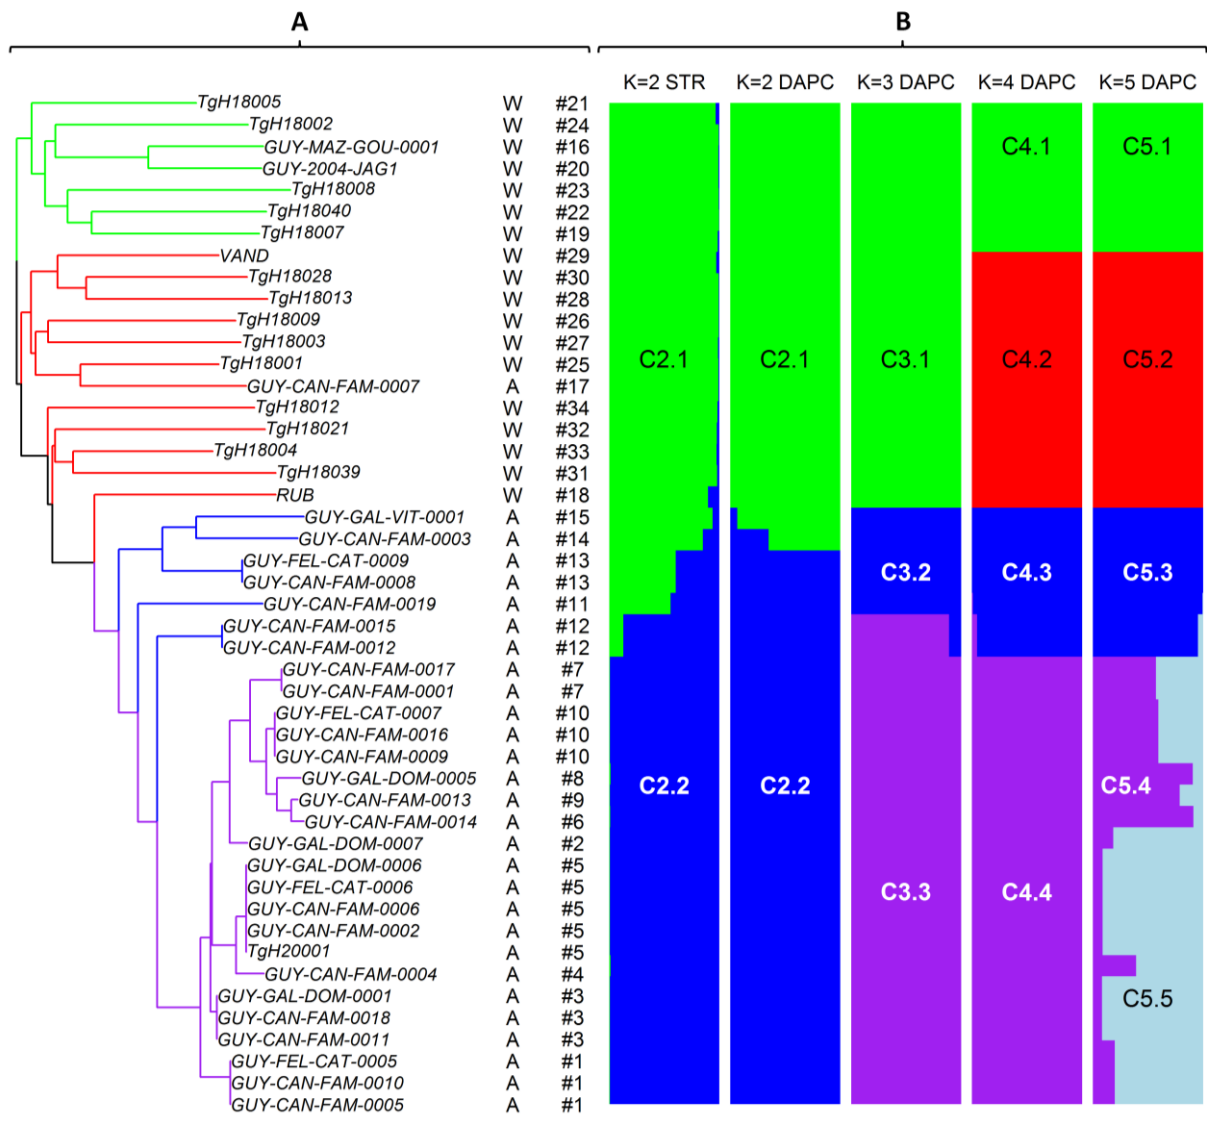 A B
K=2 STR K=2 DAPC K=3 DAPC K=4 DAPC K=5 DAPC
TgH18005 W #21
TgH18002 W #24
GUY-MAZ-GOU-0001 W #16 C4.1 C5.1
GUY-2004-JAG1 W #20
TgH18008 W #23
TgH18040 W #22
TgH18007 W #19
VAND W #29
TgH18028 W #30
TgH18013 W #28
TgH18009 W #26
TgH18003 W #27
TgH18001 W #25 C2.1 C2.1 C3.1 C4.2 C5.2
GUY-CAN-FAM-0007 A #17
TgH18012 W #34
TgH18021 W #32
TgH18004 W #33
TgH18039 W #31
RUB W #18
GUY-GAL-VIT-0001 A #15
GUY-CAN-FAM-0003 A #14
GUY-FEL-CAT-0009 A #13 C3.2 C4.3 C5.3
GUY-CAN-FAM-0008 A #13
GUY-CAN-FAM-0019 A #11
GUY-CAN-FAM-0015 A #12
GUY-CAN-FAM-0012 A #12
GUY-CAN-FAM-0017 A #7
GUY-CAN-FAM-0001 A #7
GUY-FEL-CAT-0007 A #10
GUY-CAN-FAM-0016 A #10
GUY-CAN-FAM-0009 A #10
GUY-GAL-DOM-0005 A #8 C2.2 C2.2 C5.4
GUY-CAN-FAM-0013 A #9
GUY-CAN-FAM-0014 A #6
GUY-GAL-DOM-0007 A #2
GUY-GAL-DOM-0006 A #5
GUY-FEL-CAT-0006 A #5 C3.3 C4.4
GUY-CAN-FAM-0006 A #5
GUY-CAN-FAM-0002 A #5
TgH20001 A #5
GUY-CAN-FAM-0004 A #4
GUY-GAL-DOM-0001 A #3 C5.5
GUY-CAN-FAM-0018 A #3
GUY-CAN-FAM-0011 A #3
GUY-FEL-CAT-0005 A #1
GUY-CAN-FAM-0010 A #1
GUY-CAN-FAM-0005 A #1